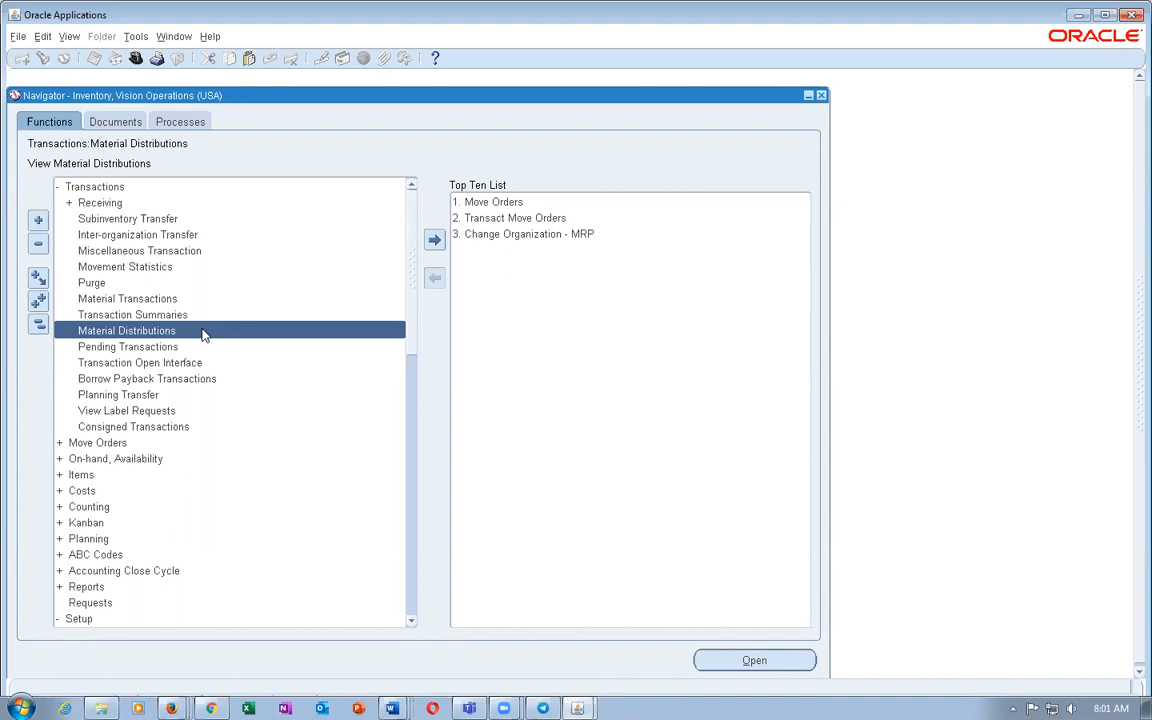 Oracle Applications
File Edit View Folder Tools Window Help
ORACLE
?
Navigator - Inventory, Vision Operations (USA)
Functions Documents Processes
Transactions:Material Distributions
View Material Distributions
- Transactions
+ Receiving
Subinventory Transfer
Inter-organization Transfer
Miscellaneous Transaction
Movement Statistics
Purge
Material Transactions
Transaction Summaries
Material Distributions
Pending Transactions
Transaction Open Interface
Borrow Payback Transactions
Planning Transfer
View Label Requests
Consigned Transactions
+ Move Orders
+ On-hand, Availability
+ Items
+ Costs
+ Counting
+ Kanban
+ Planning
+ ABC Codes
+ Accounting Close Cycle
+ Reports
Requests
- Setup
Top Ten List
1. Move Orders
2. Transact Move Orders
3. Change Organization - MRP
Open
8:01 AM